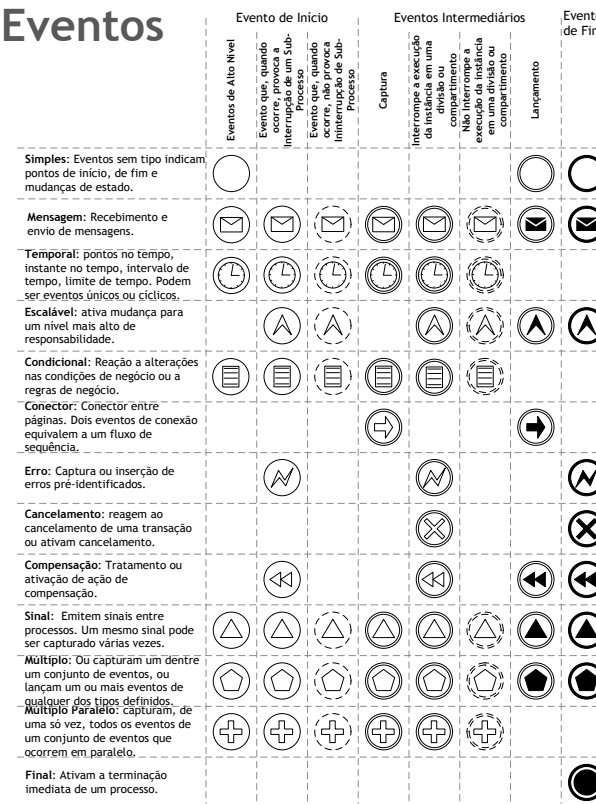 Eventos
Evento de Início
Eventos Intermediários
Evento
de Fim
Eventos de Alto Nivel
Evento que, quando
ocorre, provoca a
Interrupção de um Sub-
Processo
Evento que, quando
ocorre, não provoca
Ininterrupção de Sub-
Processo
Captura
Interrompe a execução
da instância em uma
divisão ou
compartimento
Não Interrompe a
execução da instância
em uma divisão ou
compartimento
Lançamento
Simples: Eventos sem tipo indicam
pontos de início, de fim e
mudanças de estado.
Mensagem: Recebimento e
envio de mensagens.
Temporal: pontos no tempo,
instante no tempo, intervalo de
tempo, limite de tempo. Podem
ser eventos únicos ou cíclicos.
Escalável: ativa mudança para
um nível mais alto de
responsabilidade.
Condicional: Reação a alterações
nas condições de negócio ou a
regras de negócio.
Conector: Conector entre
páginas. Dois eventos de conexão
equivalem a um fluxo de
sequência.
Erro: Captura ou inserção de
erros pré-identificados.
Cancelamento: reagem ao
cancelamento de uma transação
ou ativam cancelamento.
Compensação: Tratamento ou
ativação de ação de
compensação.
Sinal: Emitem sinais entre
processos. Um mesmo sinal pode
ser capturado várias vezes.
Múltiplo: Ou capturam um dentre
um conjunto de eventos, ou
lançam um ou mais eventos de
qualquer dos tipos definidos.
Múltiplo Paralelo: capturam, de
uma só vez, todos os eventos de
um conjunto de eventos que
ocorrem em paralelo.
Final: Ativam a terminação
imediata de um processo.